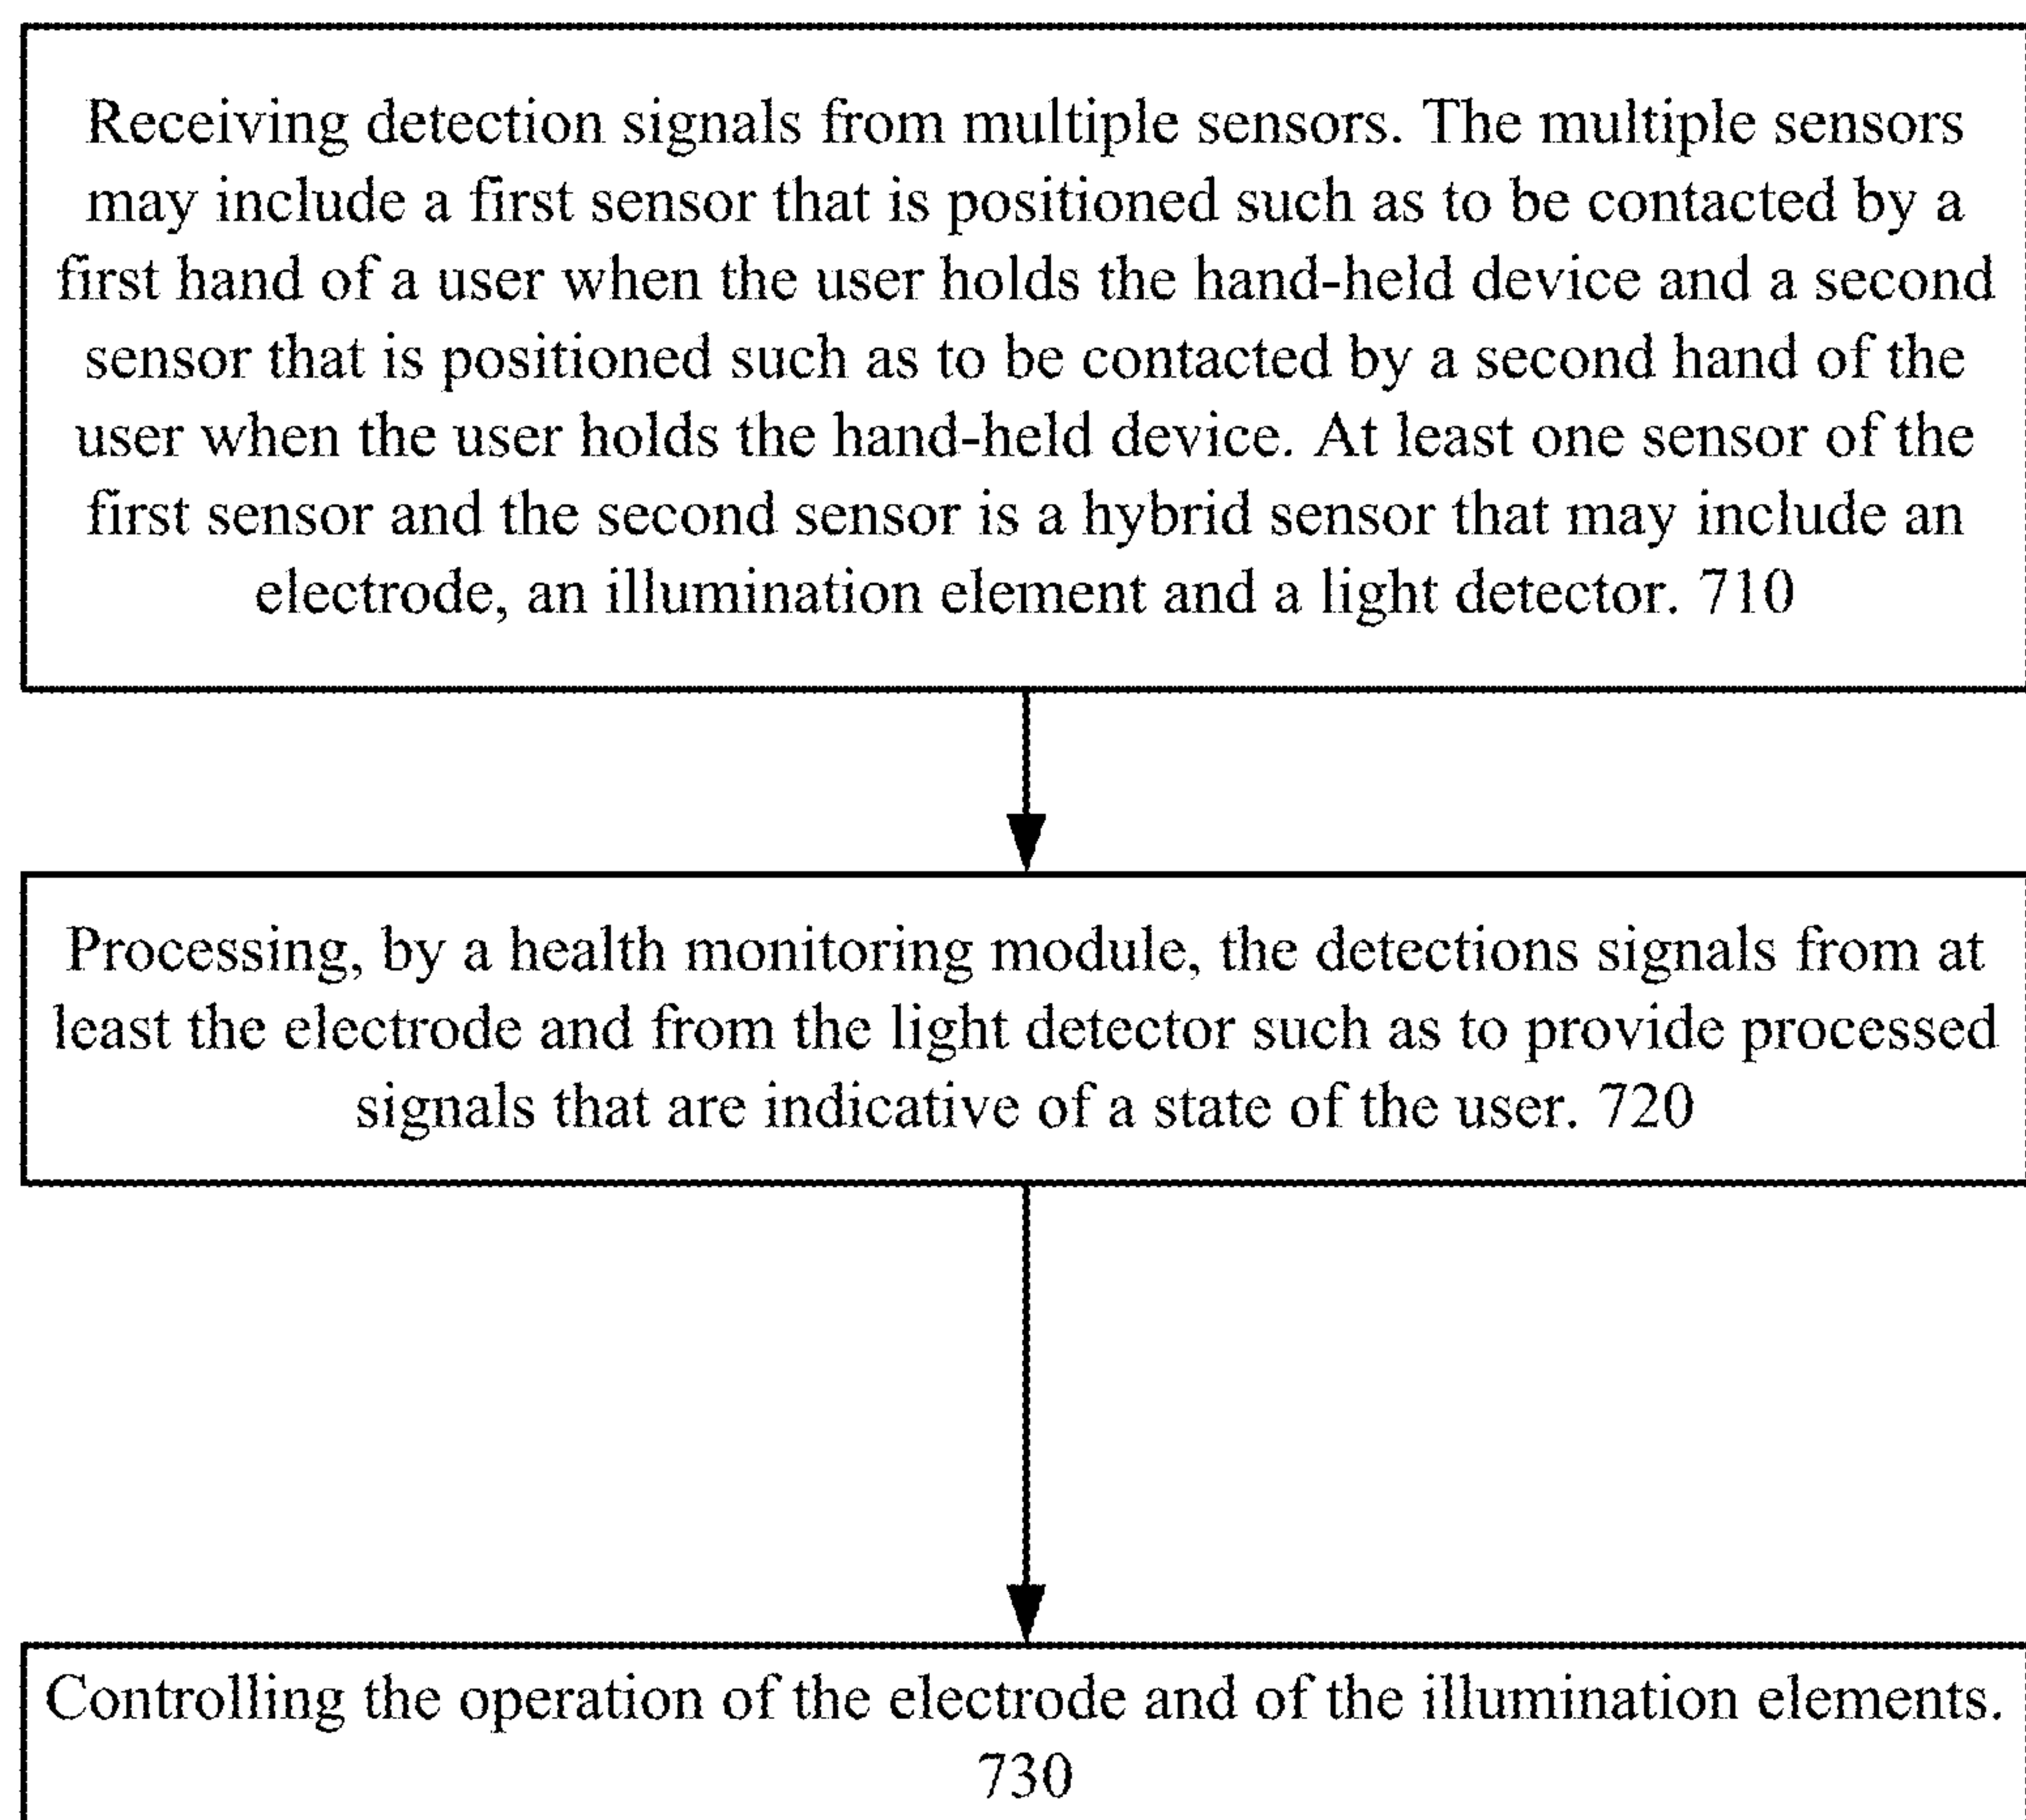 Receiving detection signals from multiple sensors. The multiple sensors
may include a first sensor that is positioned such as to be contacted by a
first hand of a user when the user holds the hand-held device and a second
sensor that is positioned such as to be contacted by a second hand of the
user when the user holds the hand-held device. At least one sensor of the
first sensor and the second sensor is a hybrid sensor that may include an
electrode, an illumination element and a light detector. 710
Processing, by a health monitoring module, the detections signals from at
least the electrode and from the light detector such as to provide processed
signals that are indicative of a state of the user. 720
Controlling the operation of the electrode and of the illumination elements.
730